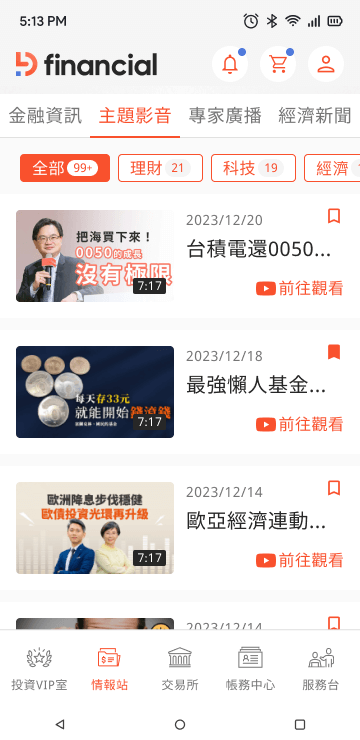 5:13 PM
financial
金融資訊
主題影音
專家廣播
經濟新聞
全部 99+
理財 21
科技 19
經濟
把海買下來！
0050的成長
沒有極限
7:17
2023/12/20
台積電還0050...
前往觀看
每天存33元
就能開始錢滾錢
7:17
2023/12/18
最強懶人基金...
前往觀看
歐洲降息步伐穩健
歐債投資光環再升級
7:17
2023/12/14
歐亞經濟連動...
前往觀看
2023/12/14
投資VIP室
情報站
交易所
帳務中心
服務台